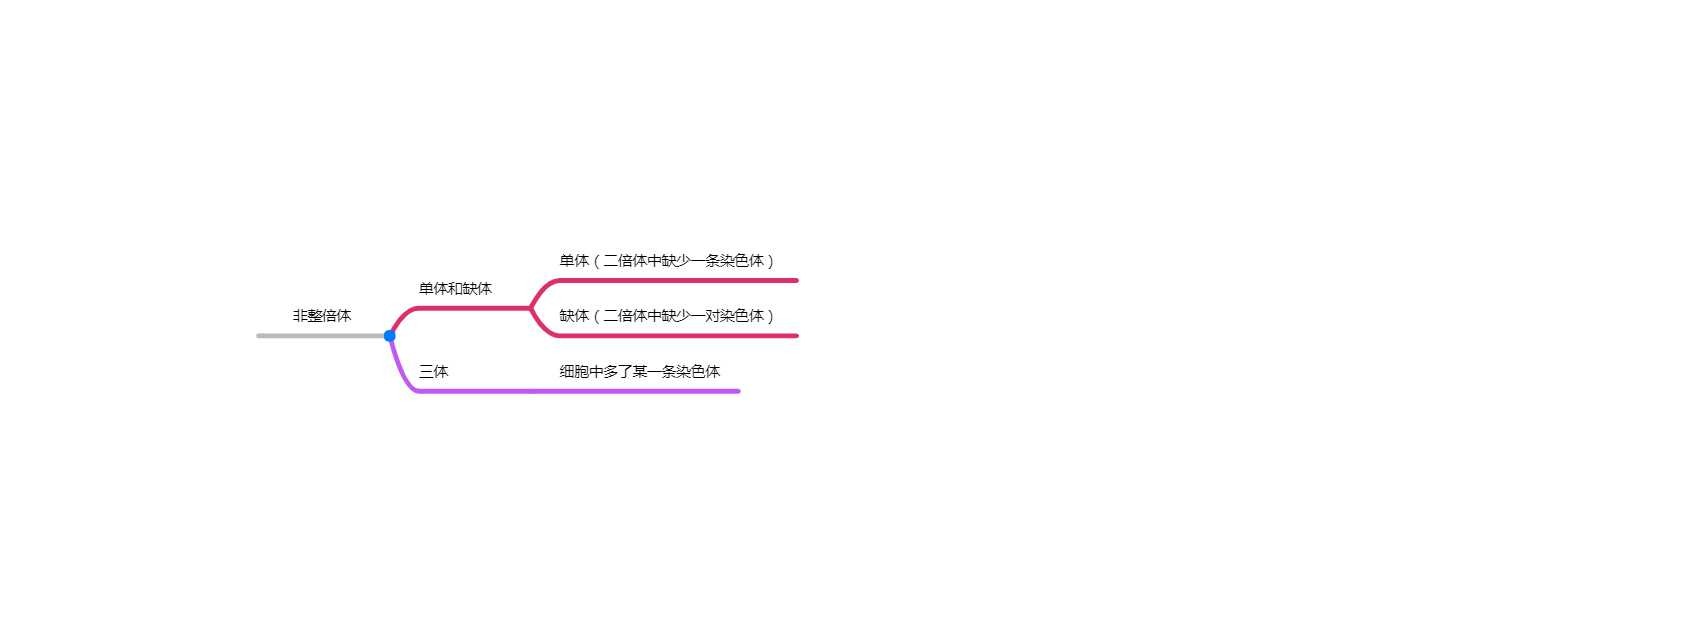 单体（二倍体中缺少一条染色体）
单体和缺体
非整倍体
缺体（二倍体中缺少一对染色体）
三体
细胞中多了某一条染色体